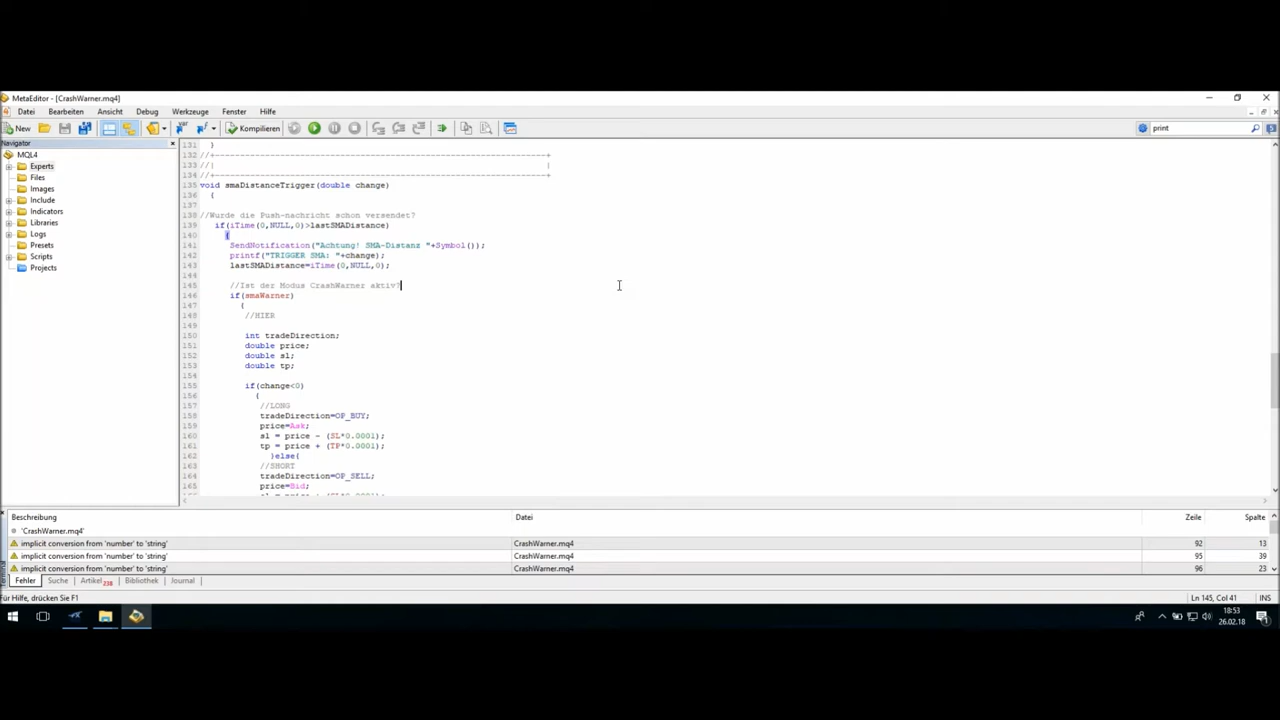 MetaEditor - [CrashWarner.mq4]
Datei Bearbeiten Ansicht Debug Werkzeuge Fenster Hilfe
New Kompilieren print
Navigator
MQL4
Experts
Files
Images
Include
Indicators
Libraries
Logs
Presets
Scripts
Projects
131 }
132 //+------------------------------------------------------------------+
133 //| |
134 //+------------------------------------------------------------------+
135 void smaDistanceTrigger(double change)
136 {
137
138 //Wurde die Push-nachricht schon versendet?
139 if(iTime(0,NULL,0)>lastSMADistance)
140 {
141 SendNotification("Achtung! SMA-Distanz "+Symbol());
142 printf("TRIGGER SMA: "+change);
143 lastSMADistance=iTime(0,NULL,0);
144
145 //Ist der Modus CrashWarner aktiv?
146 if(smaWarner)
147 {
148 //HIER
149
150 int tradeDirection;
151 double price;
152 double sl;
153 double tp;
154
155 if(change<0)
156 {
157 //LONG
158 tradeDirection=OP_BUY;
159 price=Ask;
160 sl = price - (SL*0.0001);
161 tp = price + (TP*0.0001);
162 }else{
163 //SHORT
164 tradeDirection=OP_SELL;
165 price=Bid;
Beschreibung Datei Zeile Spalte
'CrashWarner.mq4'
implicit conversion from 'number' to 'string' CrashWarner.mq4 92 13
implicit conversion from 'number' to 'string' CrashWarner.mq4 95 39
implicit conversion from 'number' to 'string' CrashWarner.mq4 96 23
Fehler Suche Artikel 238 Bibliothek Journal
Für Hilfe, drücken Sie F1 Ln 145, Col 41 INS
18:53
26.02.18